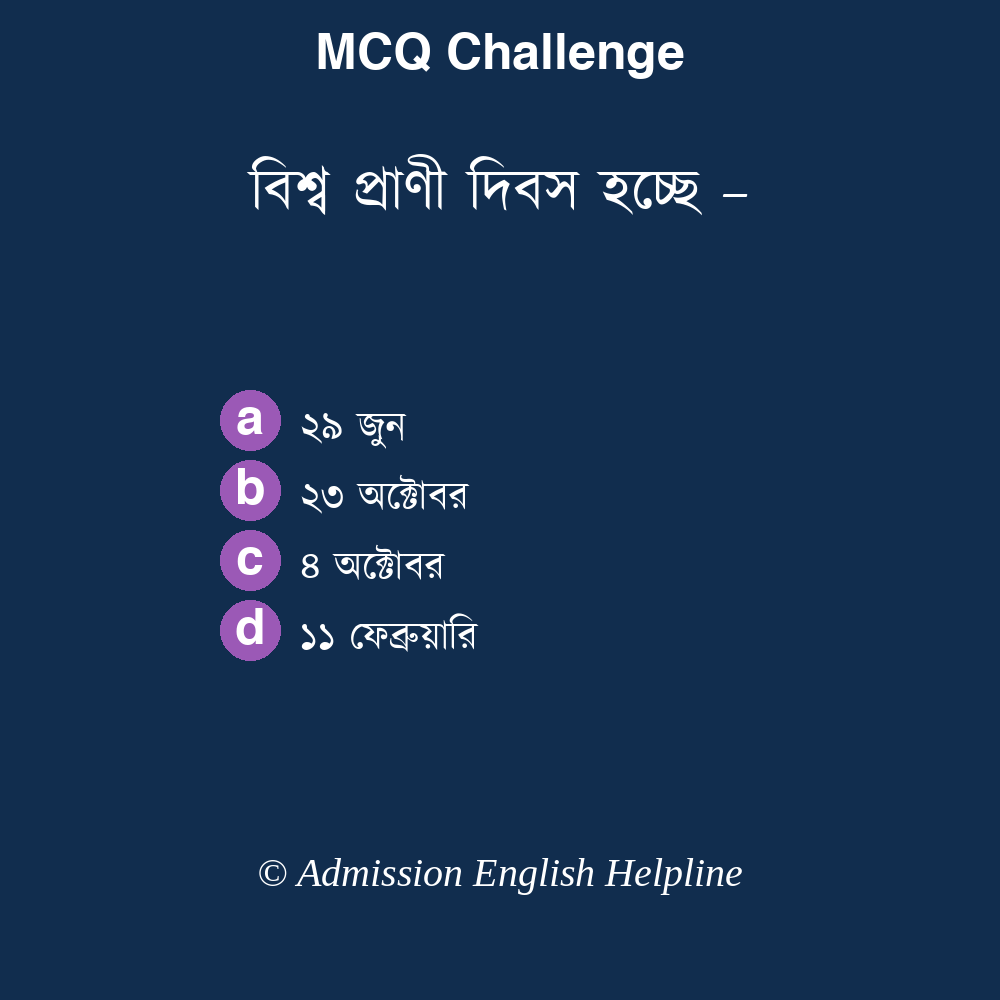 MCQ Challenge
বিশ্ব প্রাণী দিবস হচ্ছে –
a ২৯ জুন
b ২৩ অক্টোবর
c ৪ অক্টোবর
d ১১ ফেব্রুয়ারি
© Admission English Helpline